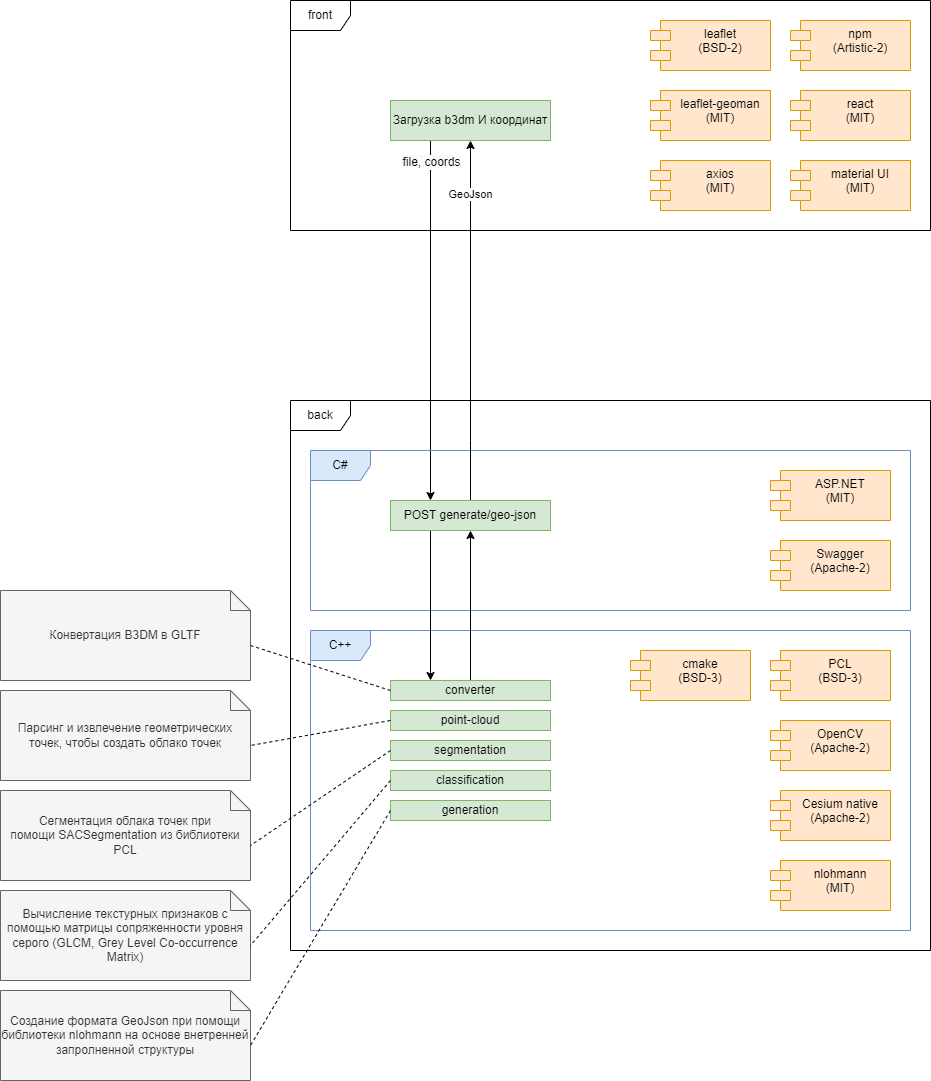 front
leaflet
(BSD-2)
npm
(Artistic-2)
leaflet-geoman
(MIT)
react
(MIT)
axios
(MIT)
material UI
(MIT)
Загрузка b3dm И координат
file, coords
GeoJson
back
C#
ASP.NET
(MIT)
POST generate/geo-json
Swagger
(Apache-2)
C++
cmake
(BSD-3)
PCL
(BSD-3)
OpenCV
(Apache-2)
Cesium native
(Apache-2)
nlohmann
(MIT)
converter
point-cloud
segmentation
classification
generation
Конвертация B3DM в GLTF
Парсинг и извлечение геометрических
точек, чтобы создать облако точек
Сегментация облака точек при
помощи SACSegmentation из библиотеки
PCL
Вычисление текстурных признаков с
помощью матрицы сопряженности уровня
серого (GLCM, Grey Level Co-occurrence
Matrix)
Создание формата GeoJson при помощи
библиотеки nlohmann на основе внетренней
запролненной структуры